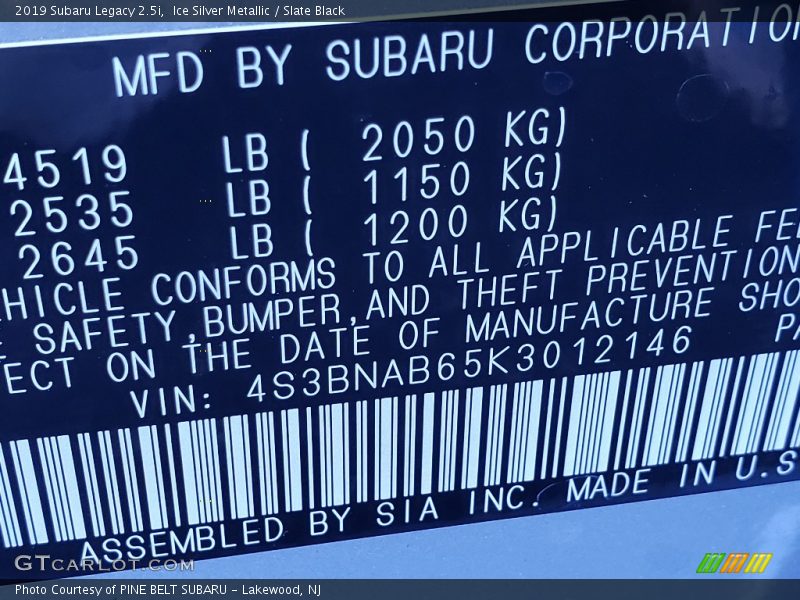 2019 Subaru Legacy 2.5i,  Ice Silver Metallic / Slate Black
MFD BY SUBARU CORPORATION
4519 LB ( 2050 KG)
2535 LB ( 1150 KG)
2645 LB ( 1200 KG)
HICLE CONFORMS TO ALL APPLICABLE FE
SAFETY,BUMPER,AND THEFT PREVENTION
ECT ON THE DATE OF MANUFACTURE SHO
VIN: 4S3BNAB65K3012146 PA
ASSEMBLED BY SIA INC. MADE IN U.S
GTCARLOT.COM
Photo Courtesy of PINE BELT SUBARU - Lakewood, NJ